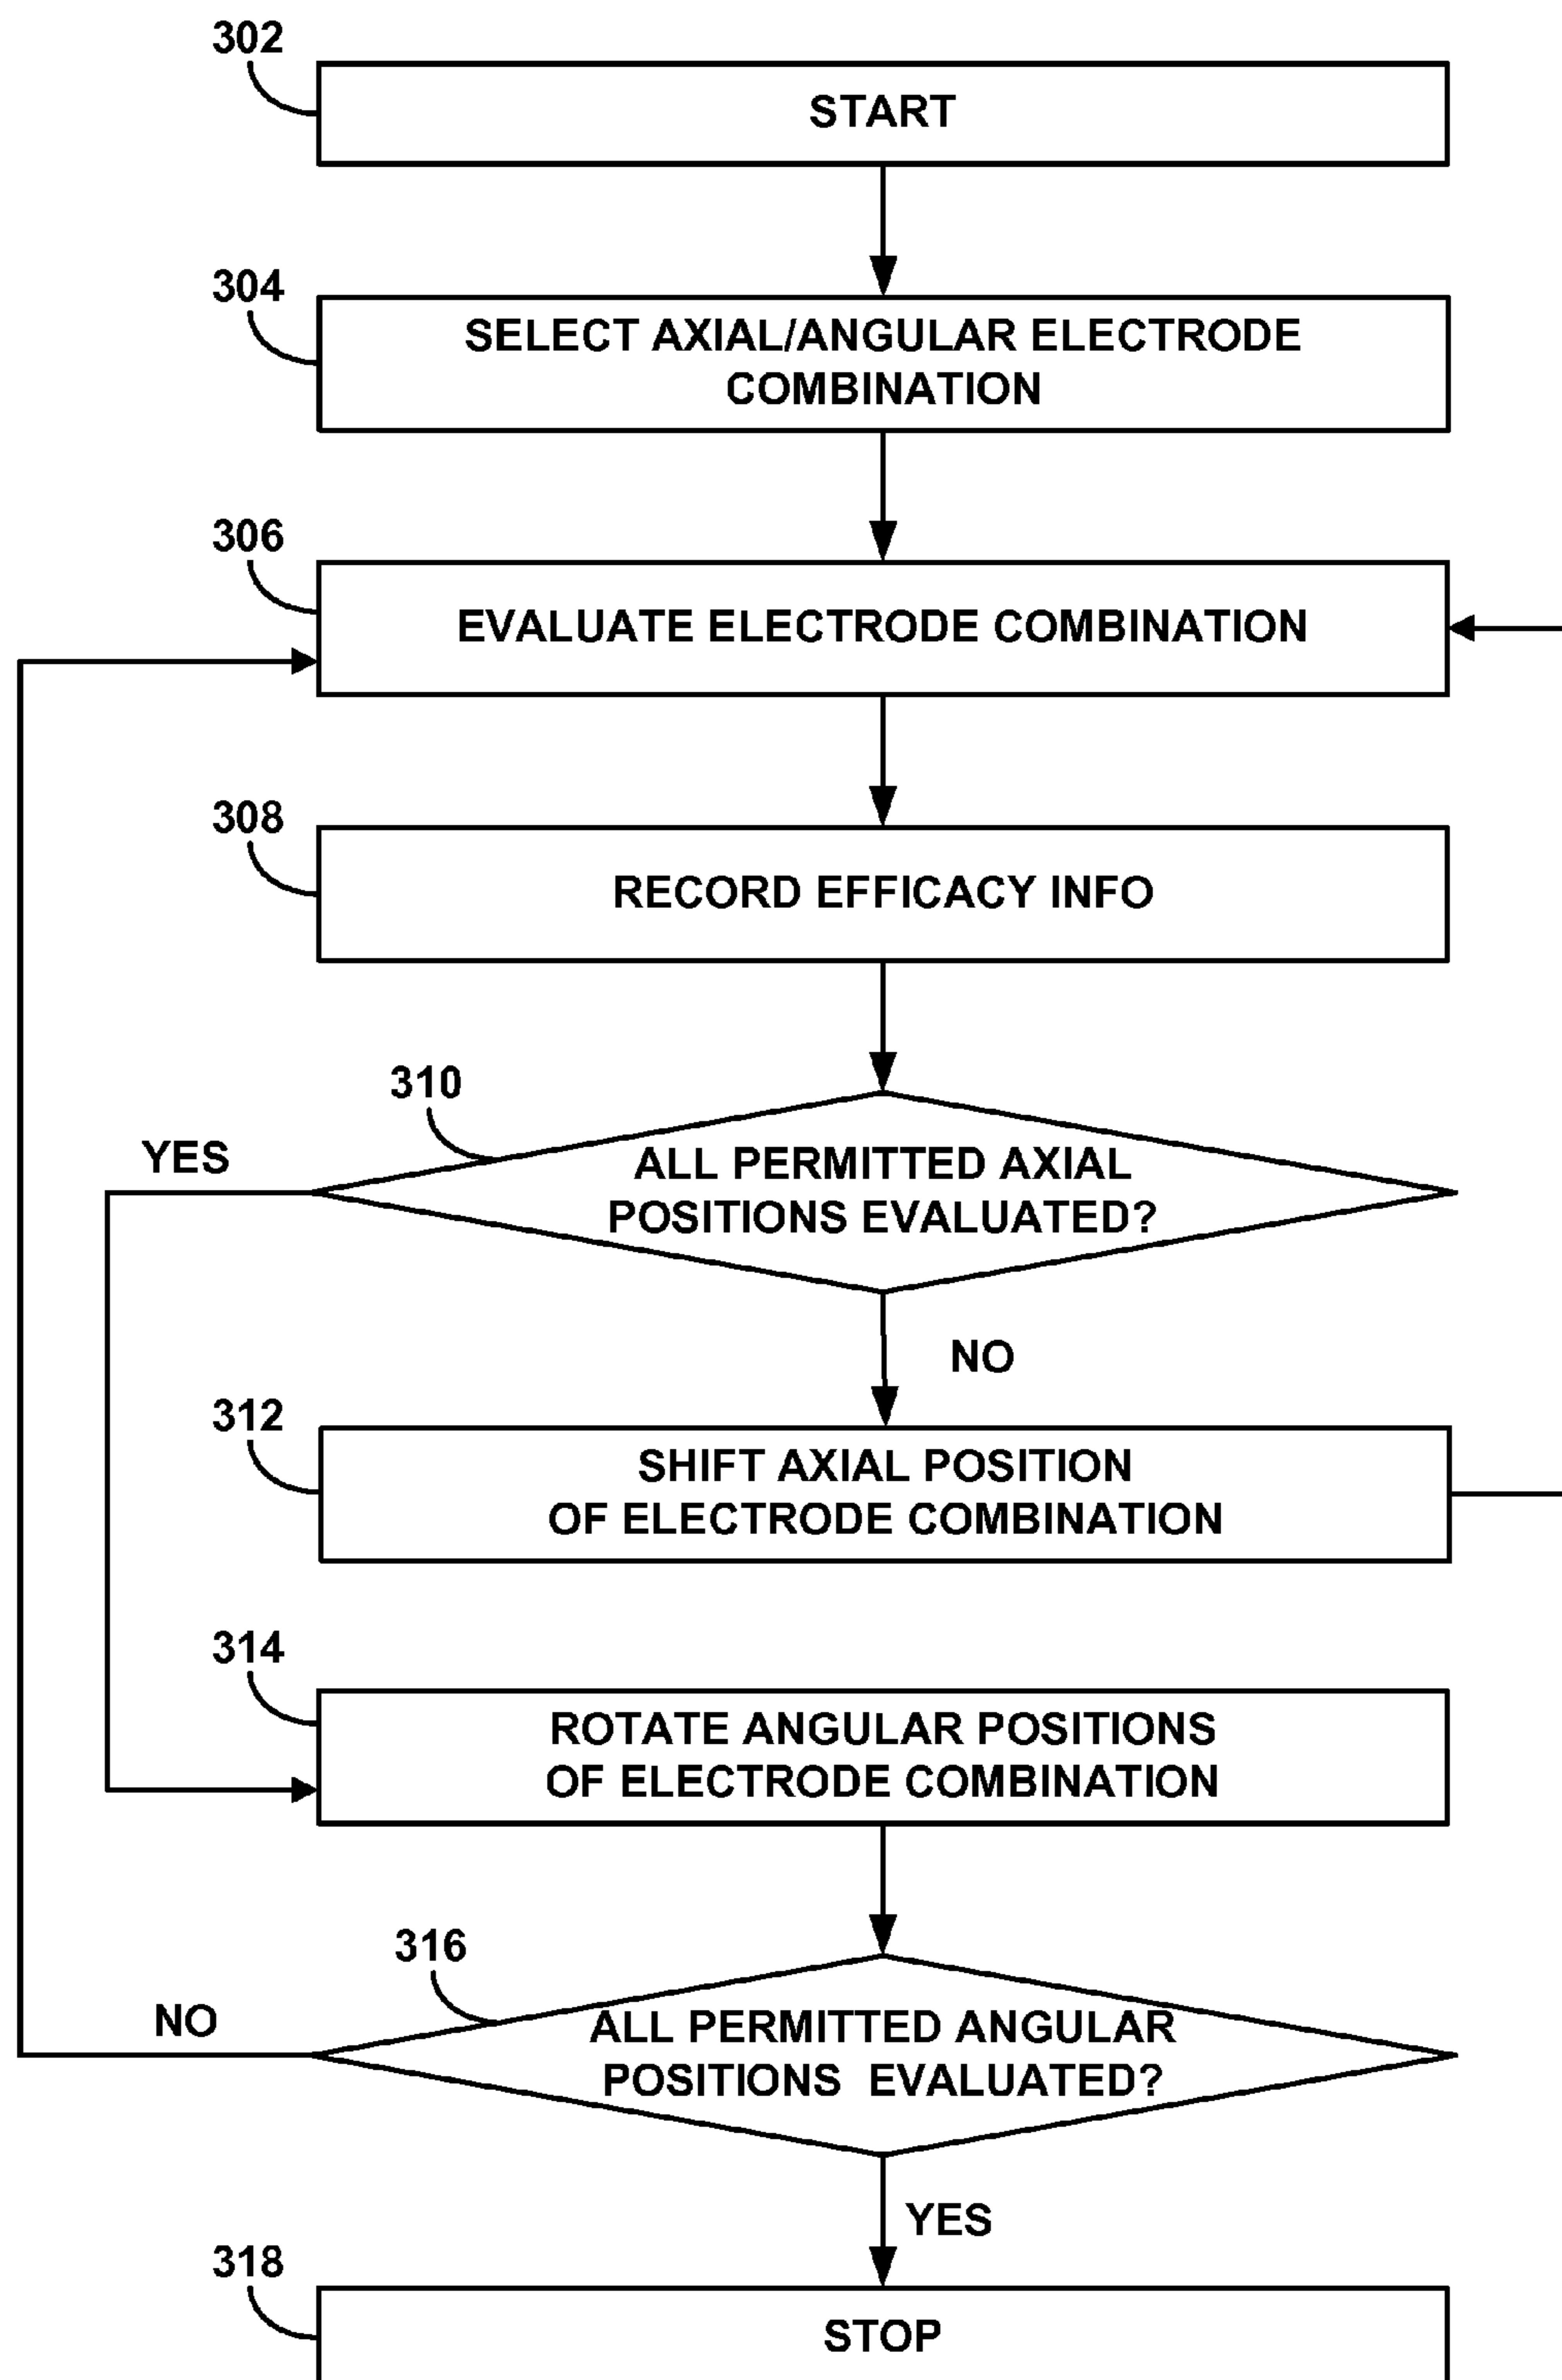 302
START
304
SELECT AXIAL/ANGULAR ELECTRODE
COMBINATION
306
EVALUATE ELECTRODE COMBINATION
308
RECORD EFFICACY INFO
310
YES
ALL PERMITTED AXIAL
POSITIONS EVALUATED?
NO
312
SHIFT AXIAL POSITION
OF ELECTRODE COMBINATION
314
ROTATE ANGULAR POSITIONS
OF ELECTRODE COMBINATION
316
NO
ALL PERMITTED ANGULAR
POSITIONS EVALUATED?
YES
318
STOP